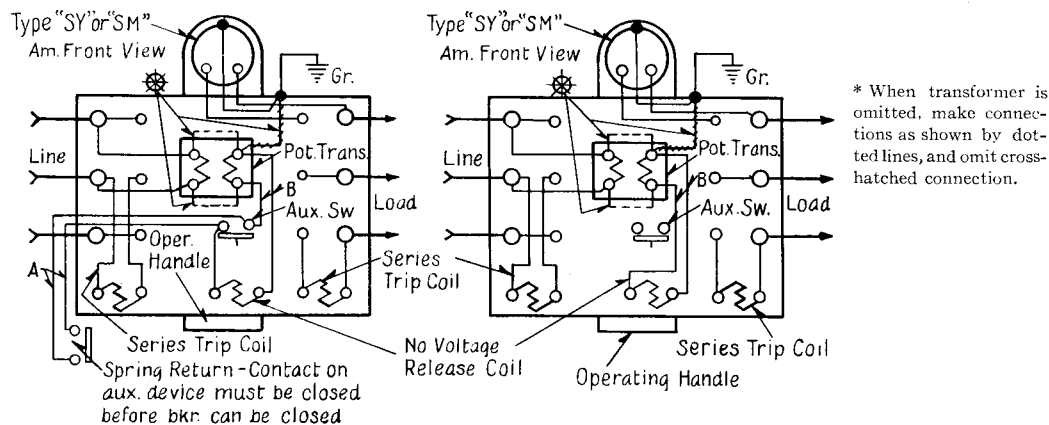 Type "SY" or "SM"
Am. Front View
Gr.
Line
Pot. Trans.
B
Load
Aux. Sw
Oper.
Handle
A
Series
Trip Coil
Series Trip Coil
Spring Return - Contact on
aux. device must be closed
before bkr. can be closed
No Voltage
Release Coil
Type "SY" or "SM"
Am. Front View
Gr.
Line
Pot. Trans.
B
Load
Aux. Sw.
Series Trip Coil
Operating Handle
* When transformer is
omitted, make connec-
tions as shown by dot-
ted lines, and omit cross-
hatched connection.